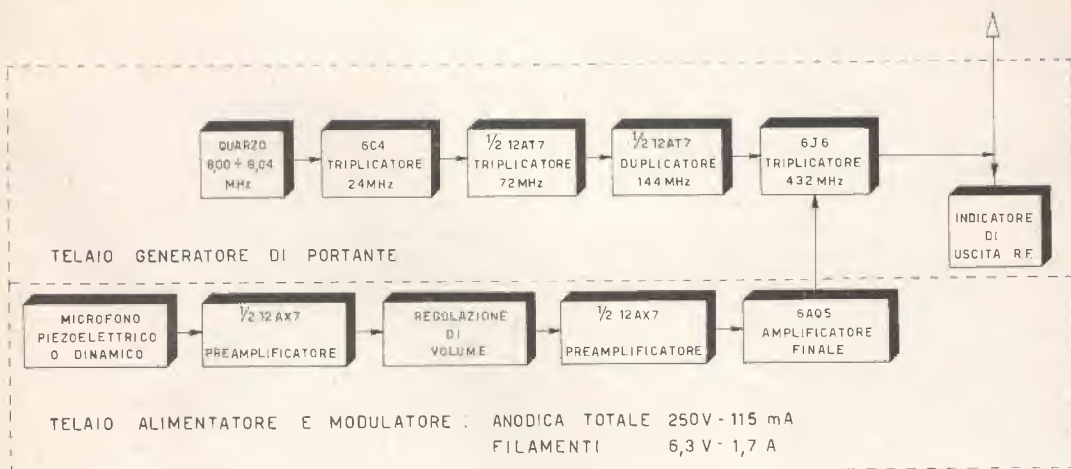 QUARZO
8,00 ÷ 8,04
MHz
6C4
TRIPLICATORE
24MHz
½ 12AT7
TRIPLICATORE
72 MHz
½ 12AT7
DUPLICATORE
144 MHz
6J6
TRIPLICATORE
432 MHz
INDICATORE
DI
USCITA R.F.
TELAIO GENERATORE DI PORTANTE
MICROFONO
PIEZOELETTRICO
O DINAMICO
½ 12AX7
PREAMPLIFICATORE
REGOLAZIONE
DI
VOLUME
½ 12AX7
PREAMPLIFICATORE
6AQ5
AMPLIFICATORE
FINALE
TELAIO ALIMENTATORE E MODULATORE : ANODICA TOTALE 250V - 115 mA
FILAMENTI 6,3 V - 1,7 A